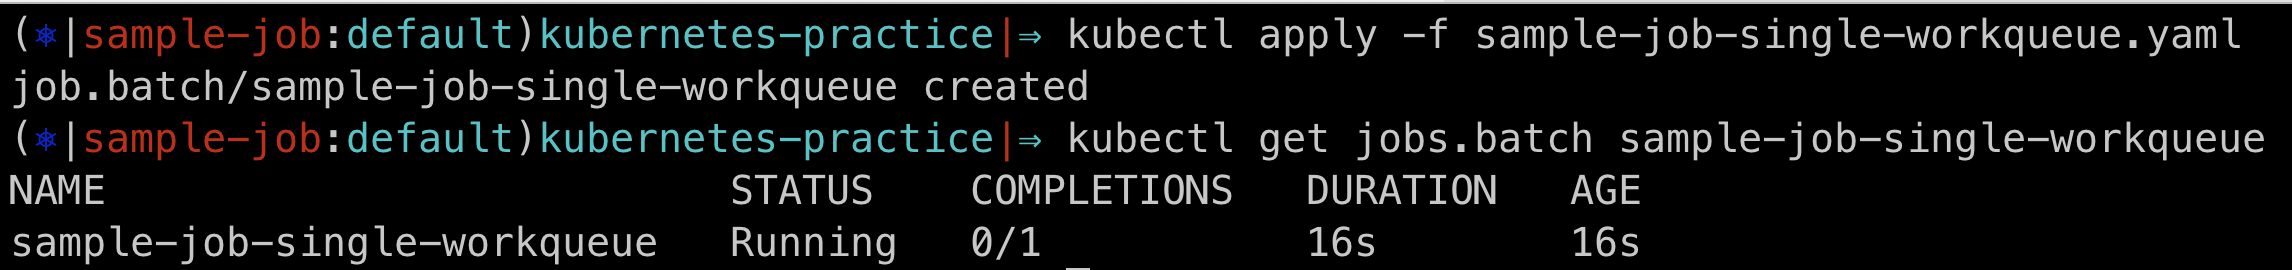 (⎈|sample-job:default)kubernetes-practice|⇒ kubectl apply -f sample-job-single-workqueue.yaml
job.batch/sample-job-single-workqueue created
(⎈|sample-job:default)kubernetes-practice|⇒ kubectl get jobs.batch sample-job-single-workqueue
NAME STATUS COMPLETIONS DURATION AGE
sample-job-single-workqueue Running 0/1 16s 16s